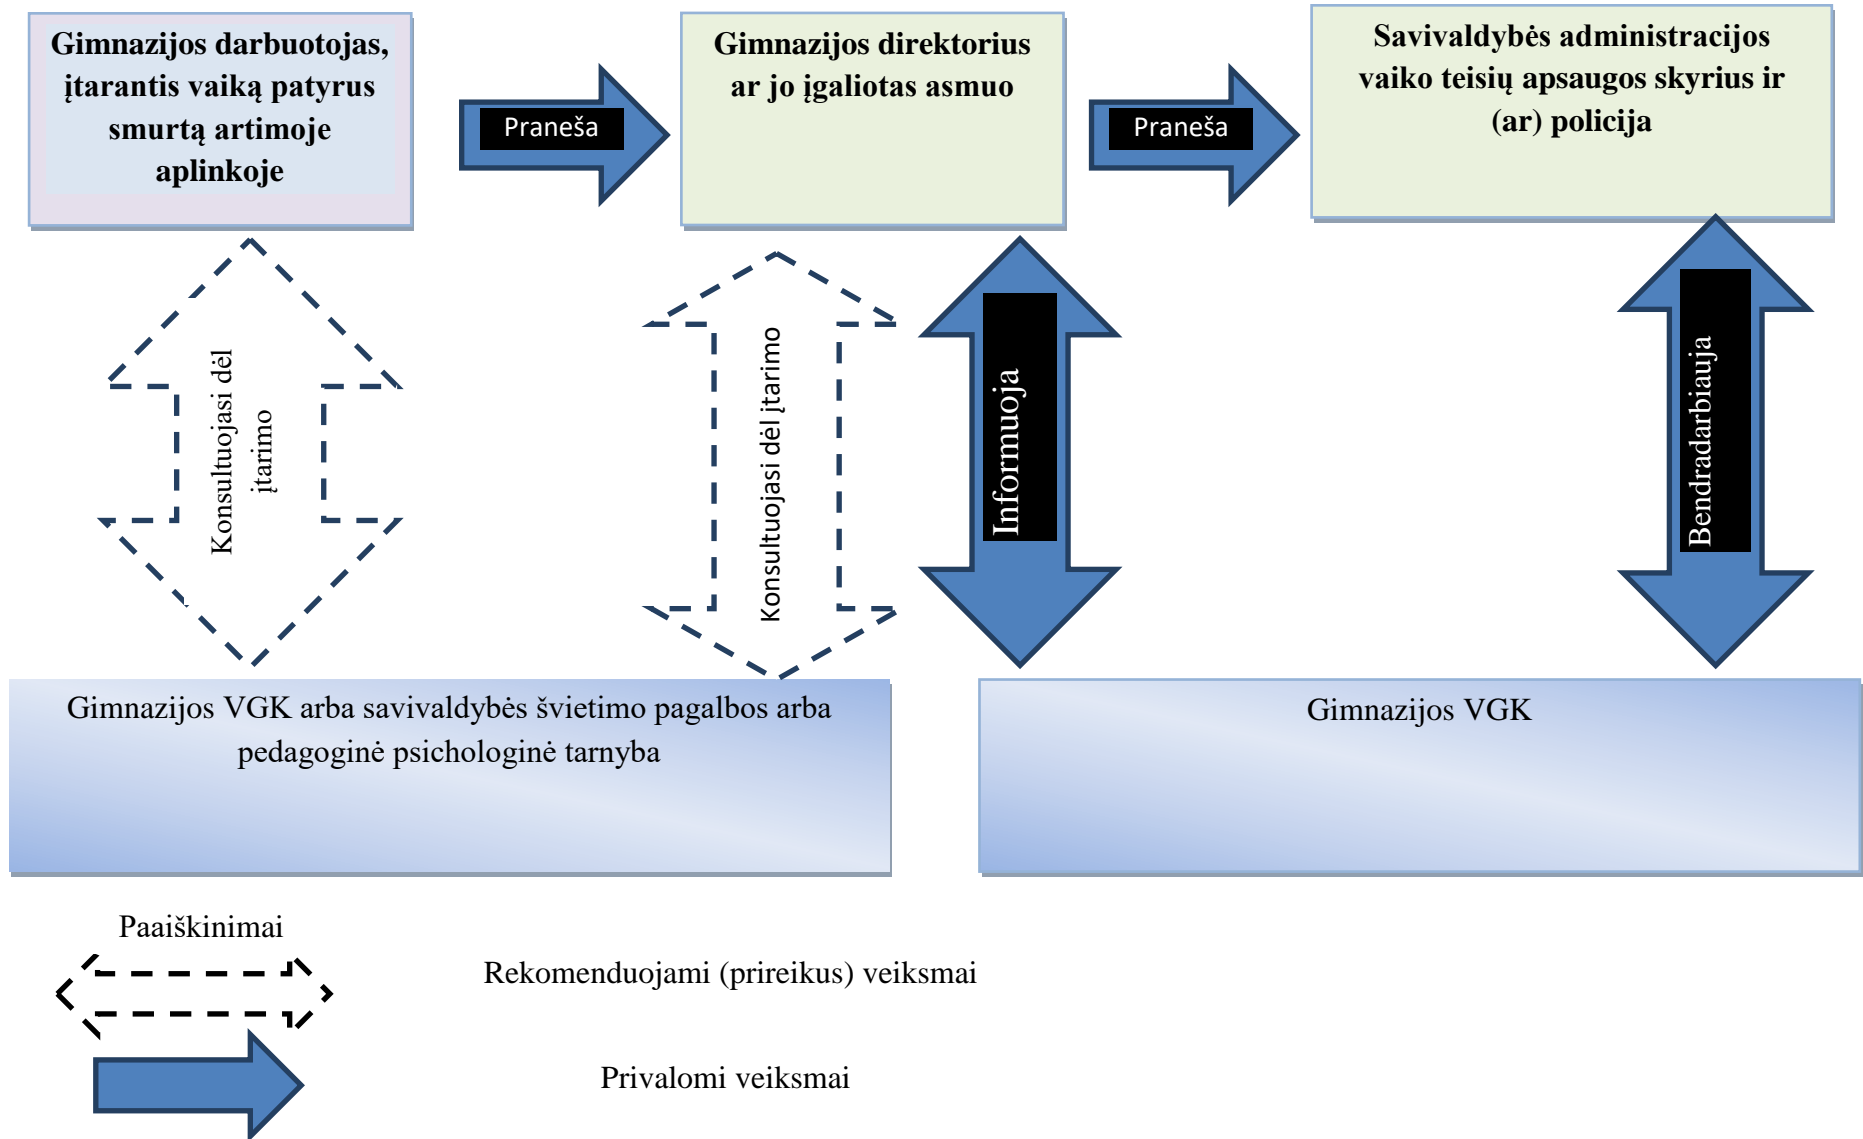 Gimnazijos darbuotojas,
įtarantis vaiką patyrus
smurtą artimoje
aplinkoje
Praneša
Gimnazijos direktorius
ar jo įgaliotas asmuo
Praneša
Savivaldybės administracijos
vaiko teisių apsaugos skyrius ir
(ar) policija
Konsultuojasi dėl
įtarimo
Konsultuojasi dėl įtarimo
Informuoja
Bendradarbiauja
Gimnazijos VGK arba savivaldybės švietimo pagalbos arba
pedagoginė psichologinė tarnyba
Gimnazijos VGK
Paaiškinimai
Rekomenduojami (prireikus) veiksmai
Privalomi veiksmai